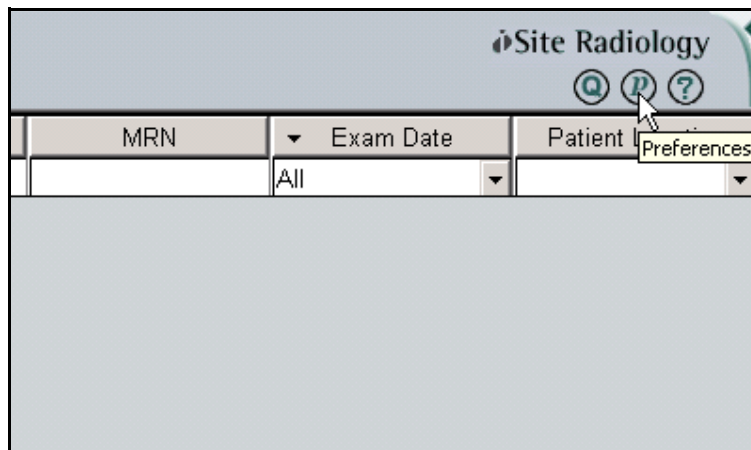 iSite Radiology
Q p ?
MRN Exam Date Patient
Preferences
All